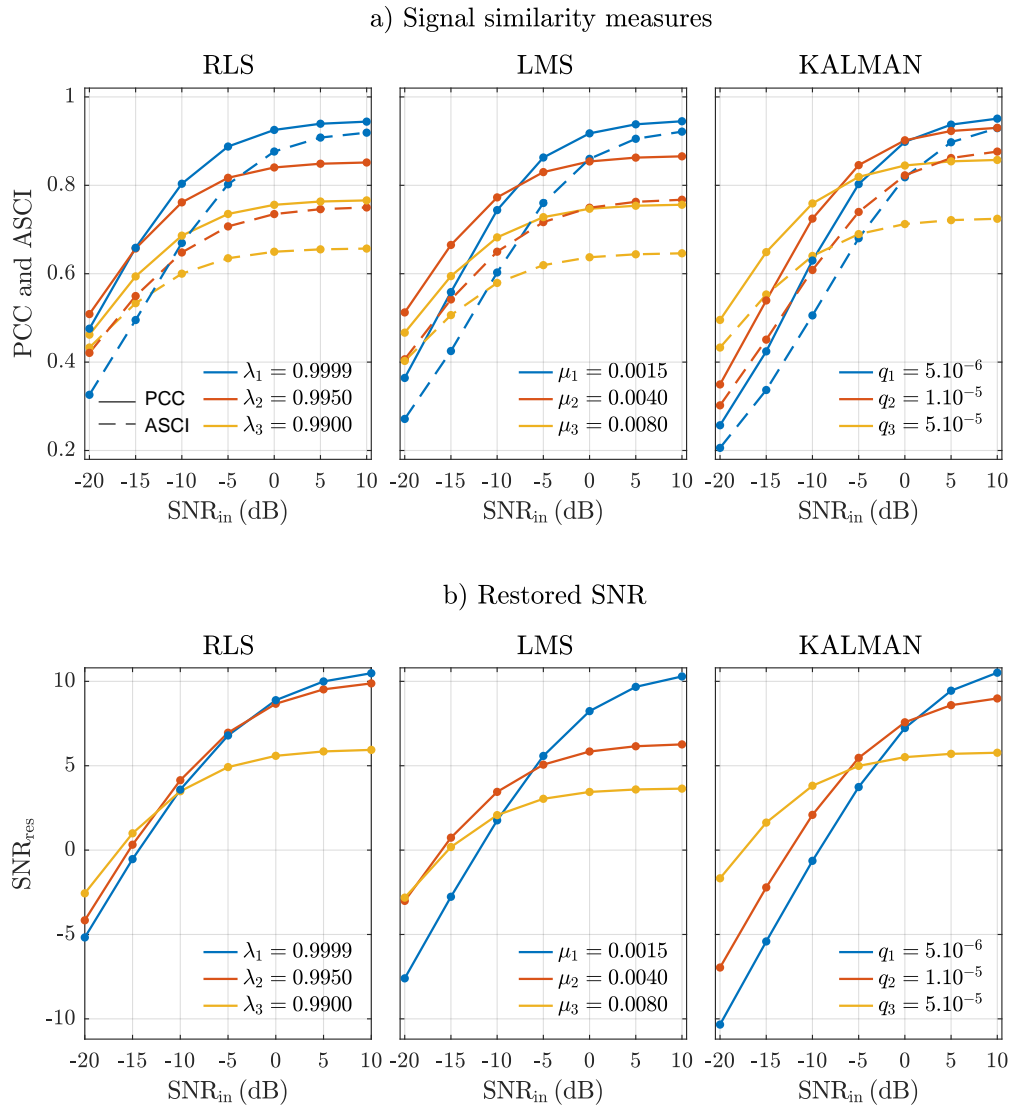 a) Signal similarity measures
RLS
LMS
KALMAN
PCC and ASCI
1
0.8
0.6
0.4
0.2
PCC
ASCI
λ₁ = 0.9999
λ₂ = 0.9950
λ₃ = 0.9900
μ₁ = 0.0015
μ₂ = 0.0040
μ₃ = 0.0080
q₁ = 5.10⁻⁶
q₂ = 1.10⁻⁵
q₃ = 5.10⁻⁵
-20 -15 -10 -5 0 5 10
-20 -15 -10 -5 0 5 10
-20 -15 -10 -5 0 5 10
SNRᵢₙ (dB)
SNRᵢₙ (dB)
SNRᵢₙ (dB)
b) Restored SNR
RLS
LMS
KALMAN
SNRᵣₑₛ
10
5
0
-5
-10
λ₁ = 0.9999
λ₂ = 0.9950
λ₃ = 0.9900
μ₁ = 0.0015
μ₂ = 0.0040
μ₃ = 0.0080
q₁ = 5.10⁻⁶
q₂ = 1.10⁻⁵
q₃ = 5.10⁻⁵
-20 -15 -10 -5 0 5 10
-20 -15 -10 -5 0 5 10
-20 -15 -10 -5 0 5 10
SNRᵢₙ (dB)
SNRᵢₙ (dB)
SNRᵢₙ (dB)